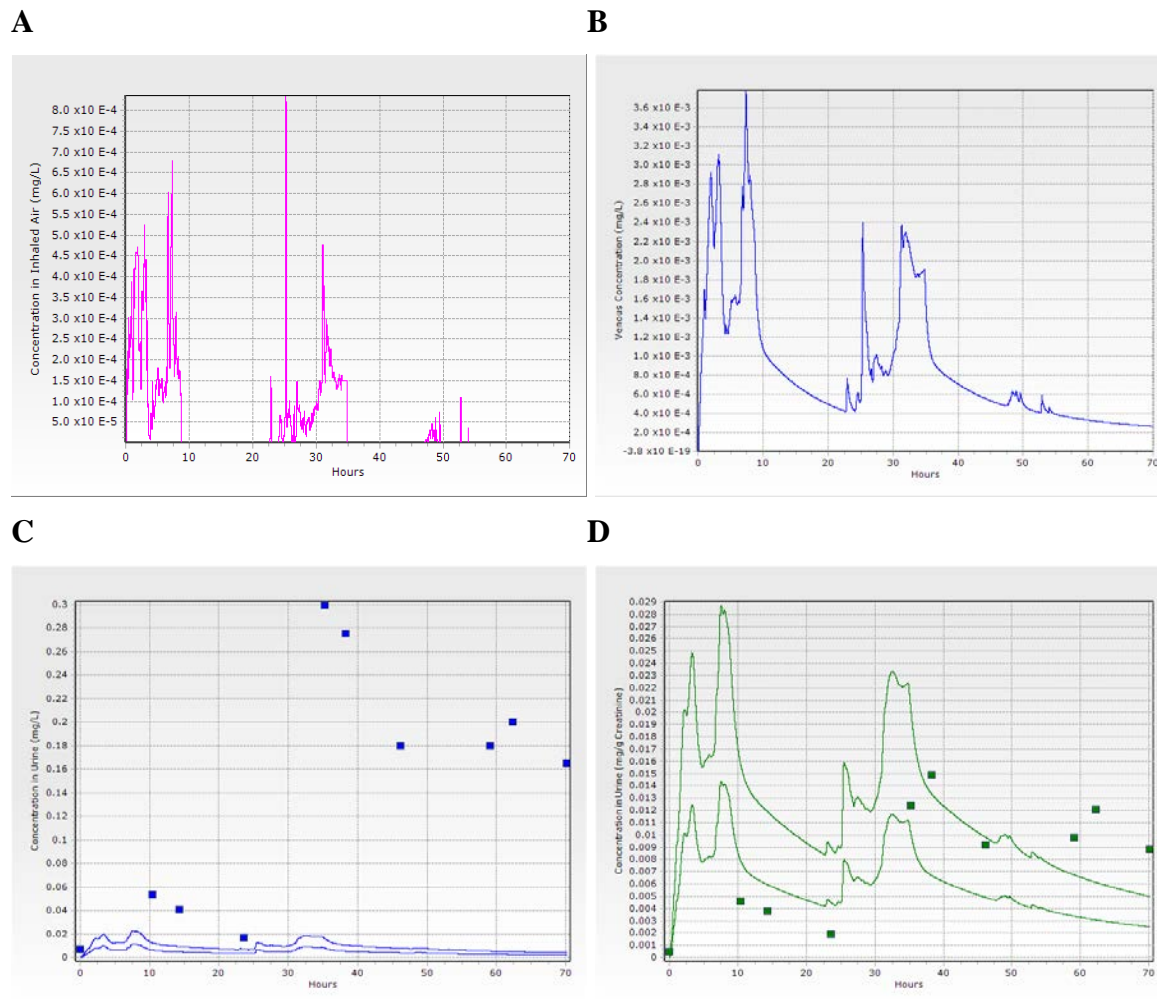 A
B
8.0 x10 E-4
7.5 x10 E-4
7.0 x10 E-4
6.5 x10 E-4
6.0 x10 E-4
5.5 x10 E-4
5.0 x10 E-4
4.5 x10 E-4
4.0 x10 E-4
3.5 x10 E-4
3.0 x10 E-4
2.5 x10 E-4
2.0 x10 E-4
1.5 x10 E-4
1.0 x10 E-4
5.0 x10 E-5
Concentration in Inhaled Air (mg/L)
0 10 20 30 40 50 60 70
Hours
3.6 x10 E-3
3.4 x10 E-3
3.2 x10 E-3
3.0 x10 E-3
2.8 x10 E-3
2.6 x10 E-3
2.4 x10 E-3
2.2 x10 E-3
2.0 x10 E-3
1.8 x10 E-3
1.6 x10 E-3
1.4 x10 E-3
1.2 x10 E-3
1.0 x10 E-3
8.0 x10 E-4
6.0 x10 E-4
4.0 x10 E-4
2.0 x10 E-4
-3.8 x10 E-19
Venous Concentration (mg/L)
0 10 20 30 40 50 60 70
Hours
C
D
0.3
0.28
0.26
0.24
0.22
0.2
0.18
0.16
0.14
0.12
0.1
0.08
0.06
0.04
0.02
0
Concentration in Urine (mg/L)
0 10 20 30 40 50 60 70
Hours
0.029
0.028
0.027
0.026
0.025
0.024
0.023
0.022
0.021
0.02
0.019
0.018
0.017
0.016
0.015
0.014
0.013
0.012
0.011
0.01
0.009
0.008
0.007
0.006
0.005
0.004
0.003
0.002
0.001
0
Concentration in Urine (mg/g Creatinine)
0 10 20 30 40 50 60 70
Hours